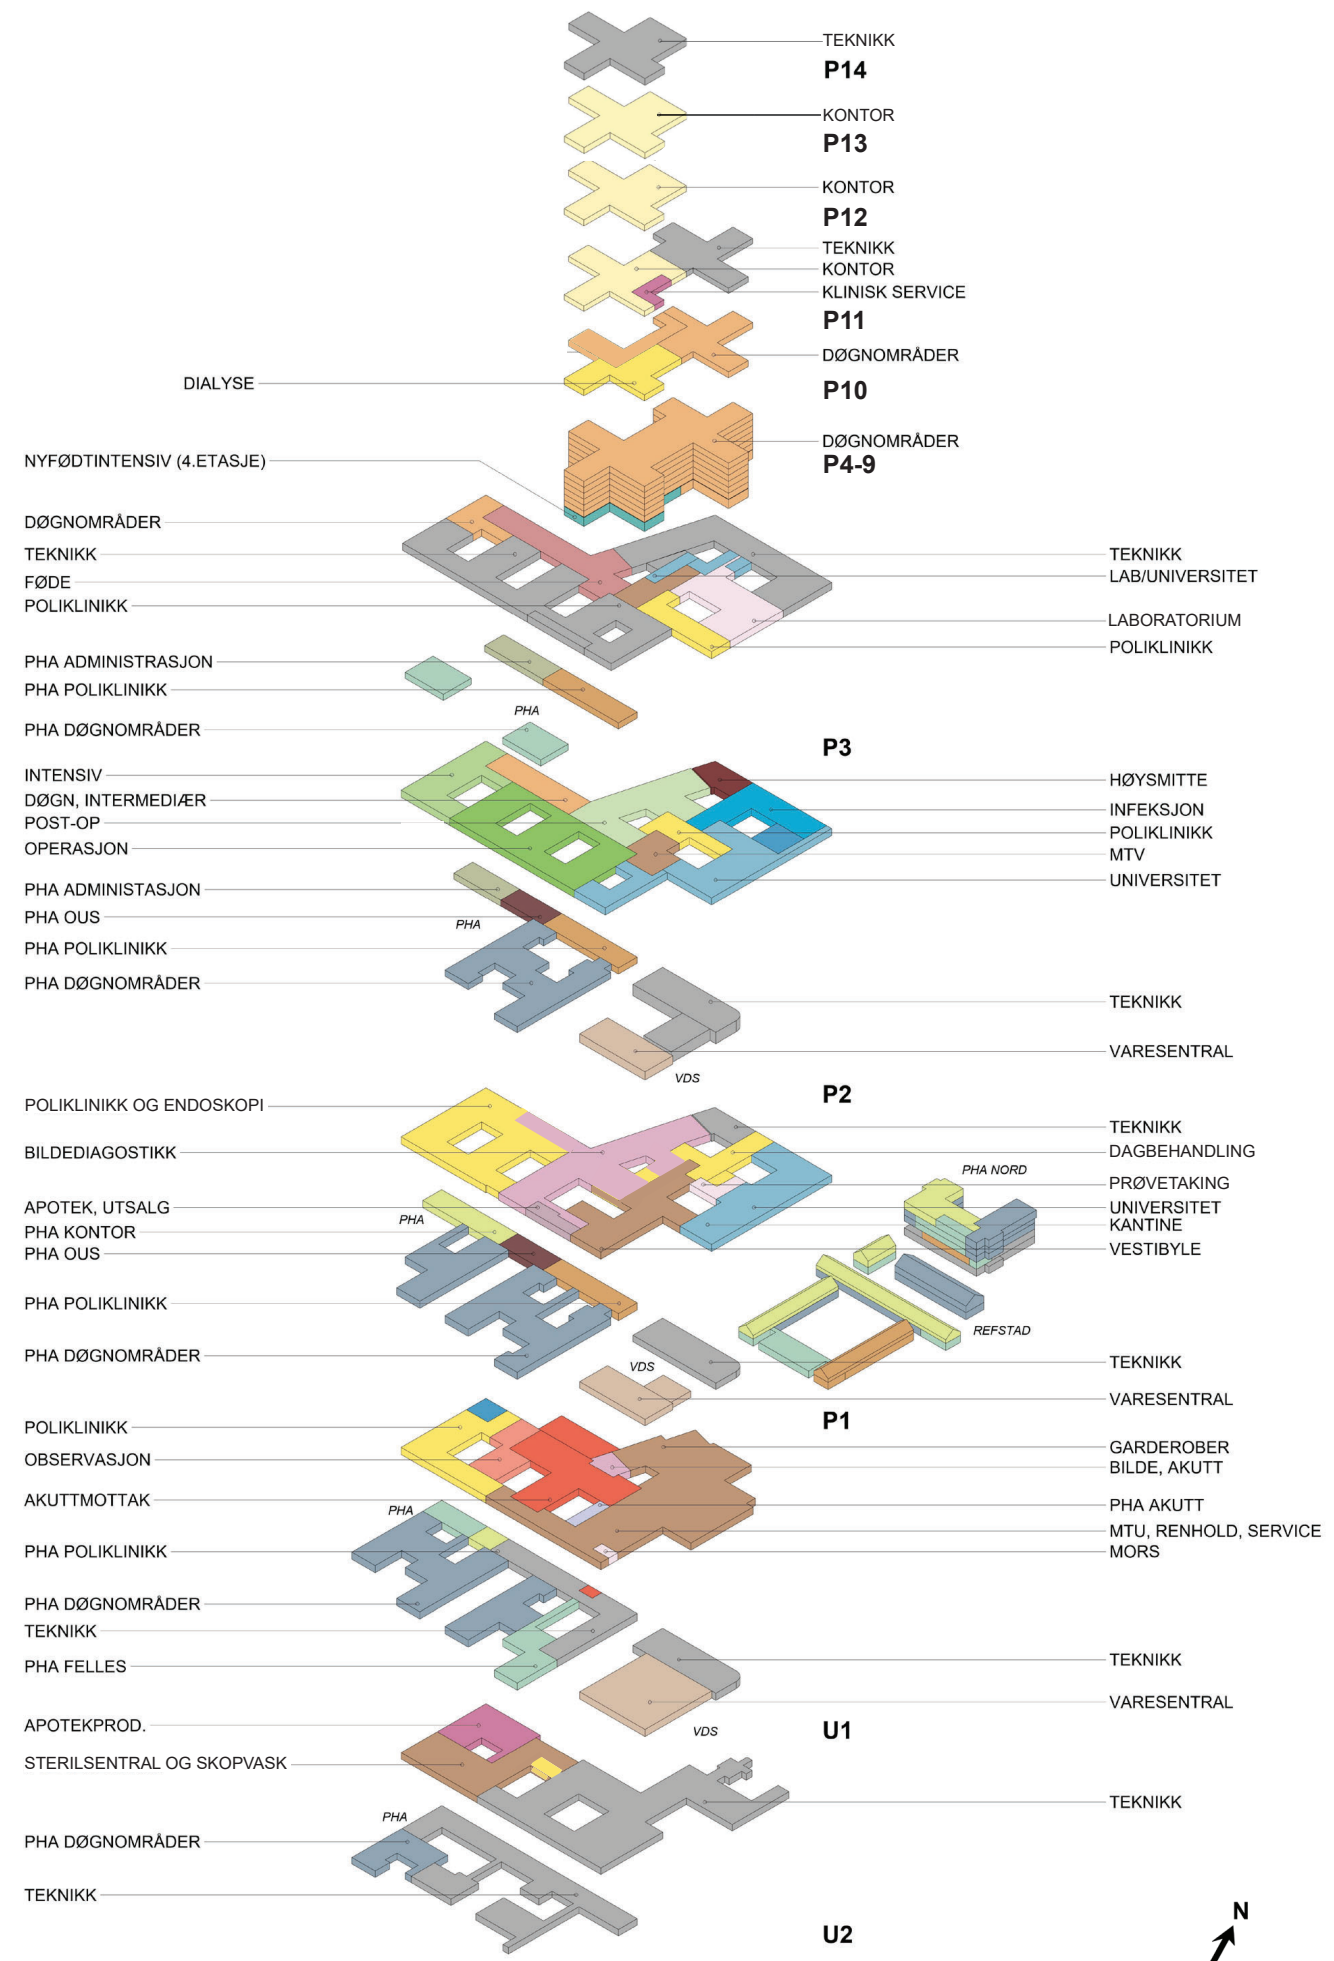 TEKNIKK
P14
KONTOR
P13
KONTOR
P12
TEKNIKK
KONTOR
KLINISK SERVICE
P11
DØGNOMRÅDER
DIALYSE
P10
DØGNOMRÅDER
NYFØDTINTENSIV (4.ETASJE)
P4-9
DØGNOMRÅDER
TEKNIKK
FØDE
POLIKLINIKK
TEKNIKK
LAB/UNIVERSITET
LABORATORIUM
POLIKLINIKK
PHA ADMINISTRASJON
PHA POLIKLINIKK
PHA
PHA DØGNOMRÅDER
P3
INTENSIV
DØGN, INTERMEDIÆR
POST-OP
OPERASJON
HØYSMITTE
INFEKSJON
POLIKLINIKK
MTV
UNIVERSITET
PHA ADMINISTASJON
PHA OUS
PHA
PHA POLIKLINIKK
PHA DØGNOMRÅDER
TEKNIKK
VARESENTRAL
VDS
P2
POLIKLINIKK OG ENDOSKOPI
BILDEDIAGOSTIKK
TEKNIKK
DAGBEHANDLING
PHA NORD
PRØVETAKING
UNIVERSITET
KANTINE
VESTIBYLE
APOTEK, UTSALG
PHA
PHA KONTOR
PHA OUS
PHA POLIKLINIKK
PHA DØGNOMRÅDER
REFSTAD
TEKNIKK
VDS
VARESENTRAL
P1
POLIKLINIKK
OBSERVASJON
AKUTTMOTTAK
GARDEROBER
BILDE, AKUTT
PHA AKUTT
MTU, RENHOLD, SERVICE
MORS
PHA
PHA POLIKLINIKK
PHA DØGNOMRÅDER
TEKNIKK
PHA FELLES
TEKNIKK
VARESENTRAL
VDS
U1
APOTEKPROD.
STERILSENTRAL OG SKOPVASK
TEKNIKK
PHA
PHA DØGNOMRÅDER
TEKNIKK
U2
N